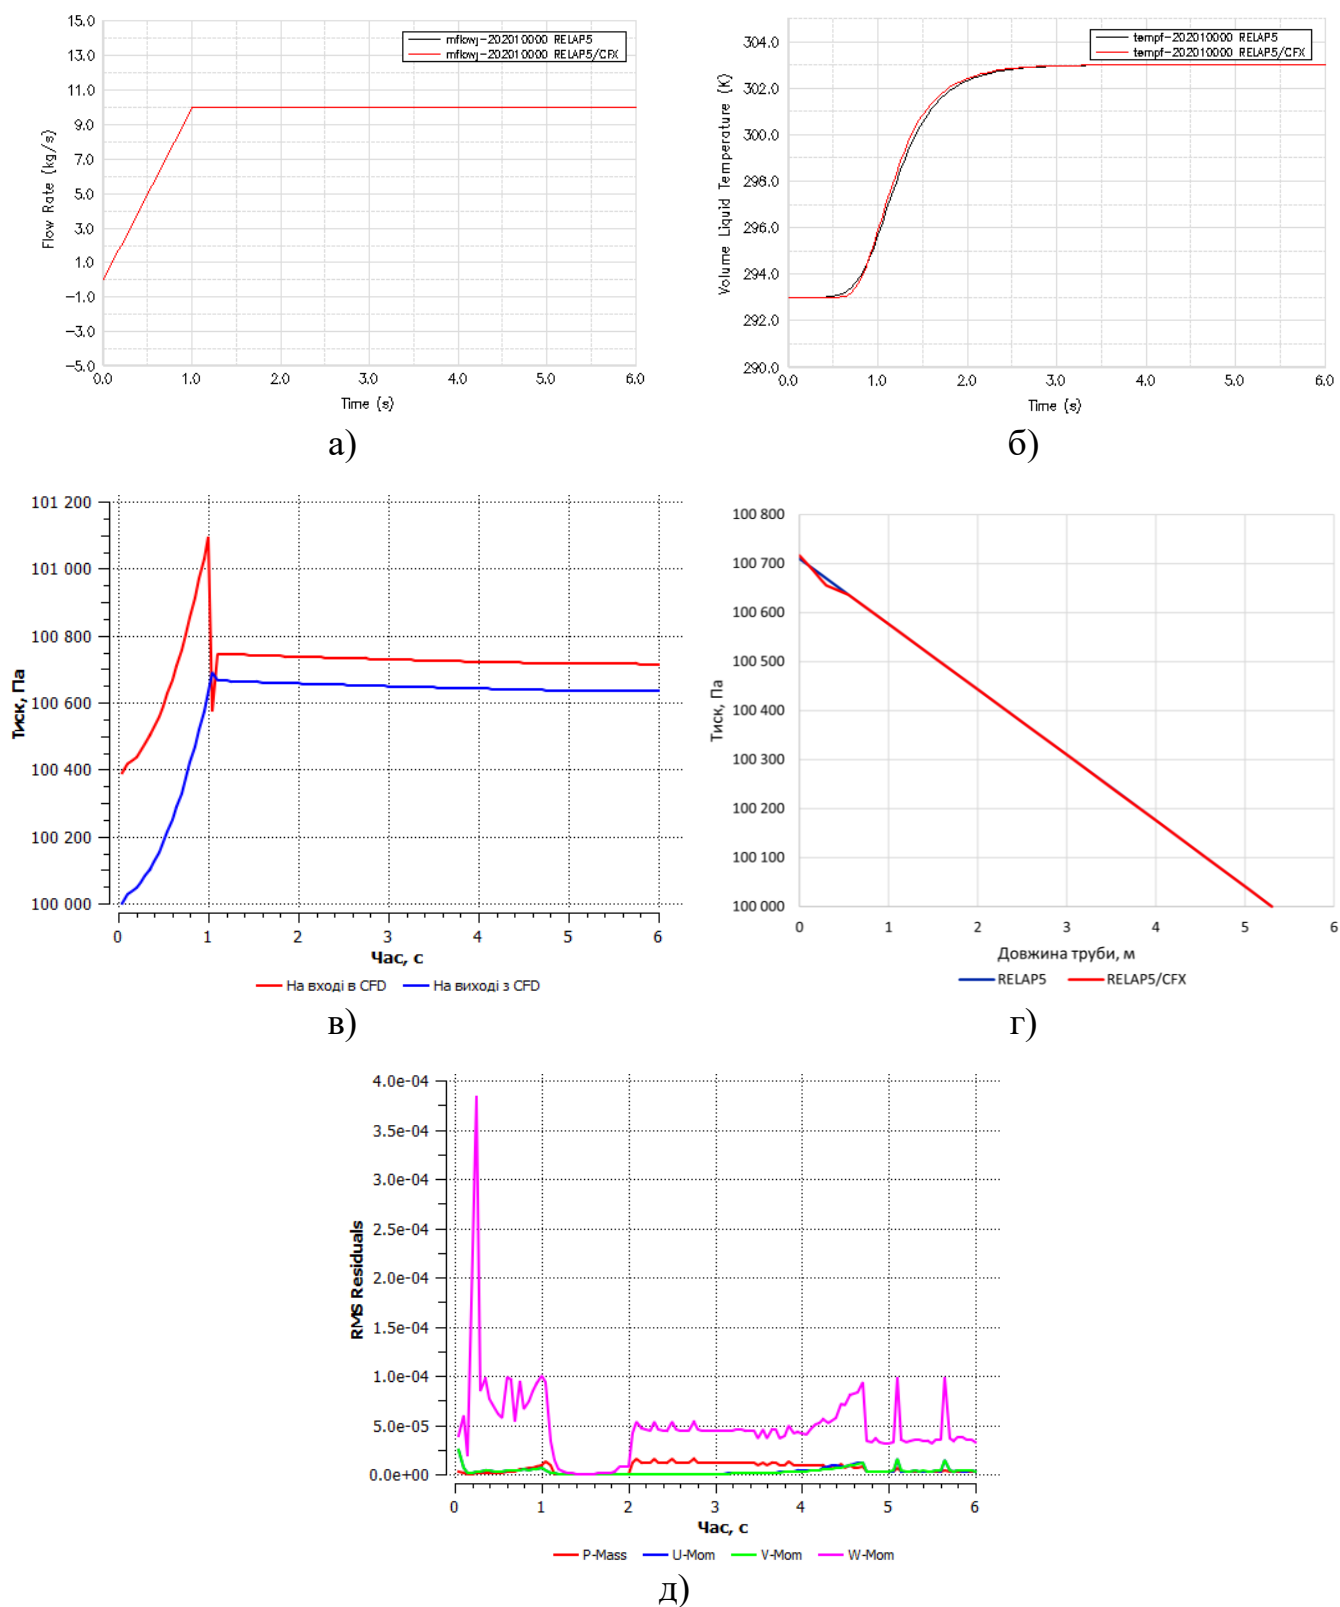 15.0
13.0
11.0
9.0
7.0
5.0
3.0
1.0
-1.0
-3.0
-5.0
Flow Rate (kg/s)
mflowj-202010000 RELAP5
mflowj-202010000 RELAP5/CFX
0.0 1.0 2.0 3.0 4.0 5.0 6.0
Time (s)
а)
304.0
302.0
300.0
298.0
296.0
294.0
292.0
290.0
Volume Liquid Temperature (K)
tempf-202010000 RELAP5
tempf-202010000 RELAP5/CFX
0.0 1.0 2.0 3.0 4.0 5.0 6.0
Time (s)
б)
101 200
101 000
100 800
100 600
100 400
100 200
100 000
Тиск, Па
0 1 2 3 4 5 6
Час, с
На вході в CFD На виході з CFD
в)
100 800
100 700
100 600
100 500
100 400
100 300
100 200
100 100
100 000
Тиск, Па
0 1 2 3 4 5 6
Довжина труби, м
RELAP5 RELAP5/CFX
г)
4.0e-04
3.5e-04
3.0e-04
2.5e-04
2.0e-04
1.5e-04
1.0e-04
5.0e-05
0.0e+00
RMS Residuals
0 1 2 3 4 5 6
Час, с
P-Mass U-Mom V-Mom W-Mom
д)